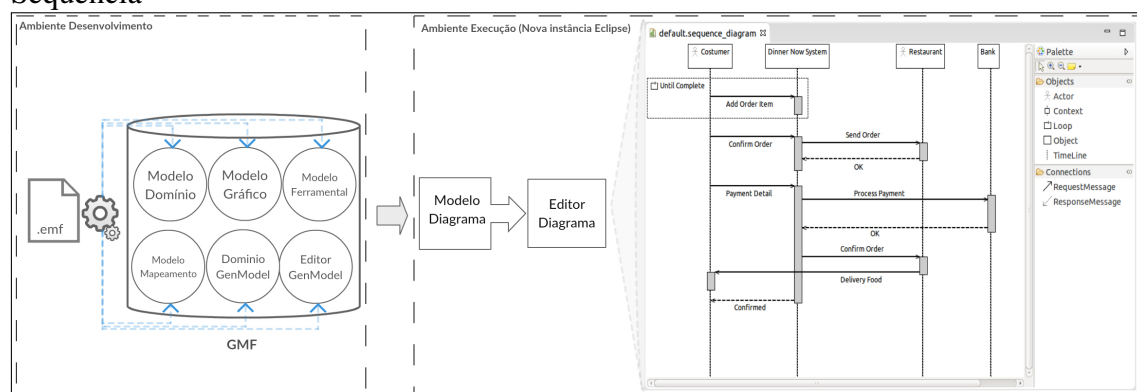 Sequência
Ambiente Desenvolvimento
.emf
Modelo
Domínio
Modelo
Gráfico
Modelo
Ferramental
Modelo
Mapeamento
Dominio
GenModel
Editor
GenModel
GMF
Ambiente Execução (Nova instância Eclipse)
Modelo
Diagrama
Editor
Diagrama
default.sequence_diagram
Costumer
Dinner Now System
Restaurant
Bank
Until Complete
Add Order Item
Confirm Order
Send Order
OK
Payment Detail
Process Payment
OK
Confirm Order
Delivery Food
Confirmed
Palette
Objects
Actor
Context
Loop
Object
TimeLine
Connections
RequestMessage
ResponseMessage